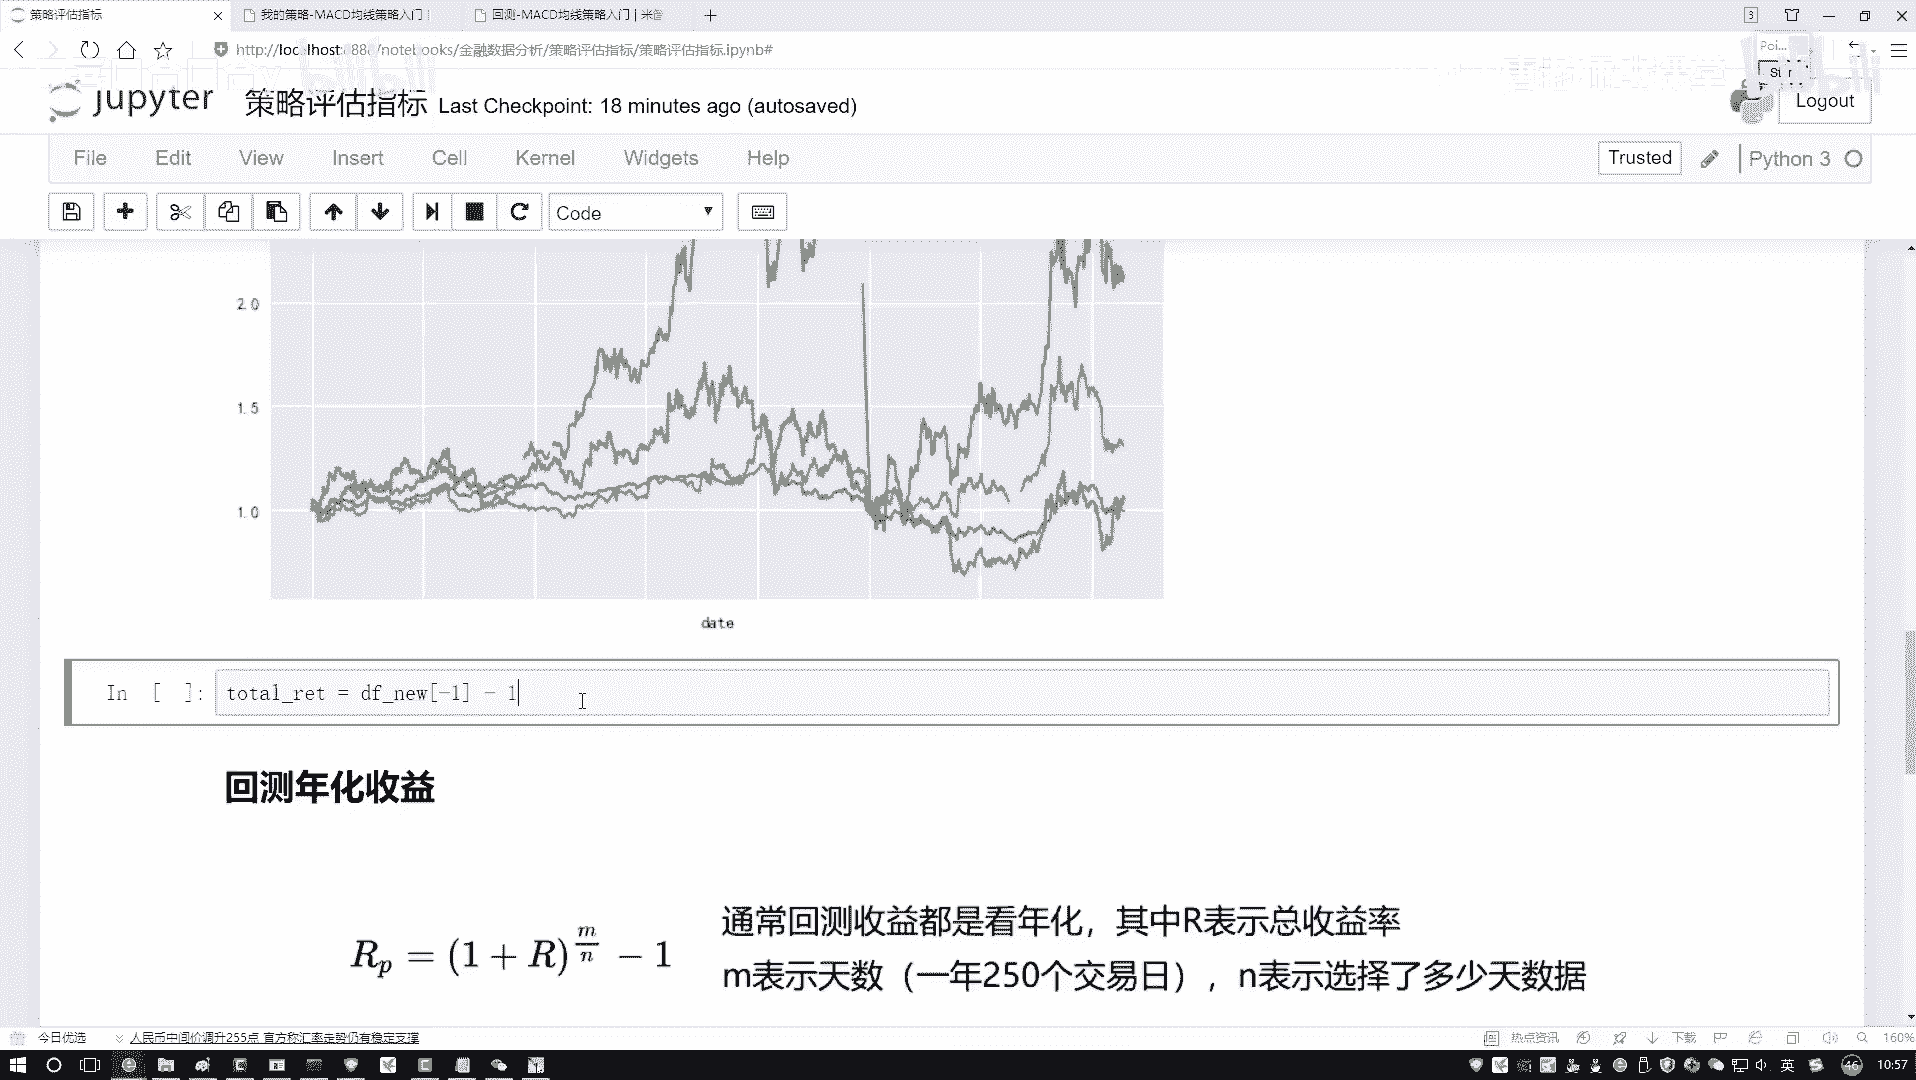 策略评估指标
我的策略-MACD均线策略入门
回测-MACD均线策略入门 | 米筐
3
http://localhost:888/notebooks/金融数据分析/策略评估指标/策略评估指标.ipynb#
Poi...
jupyter 策略评估指标 Last Checkpoint: 18 minutes ago (autosaved)
Logout
File Edit View Insert Cell Kernel Widgets Help
Trusted
Python 3
Code
2.0
1.5
1.0
date
In [ ]: total_ret = df_new[-1] - 1
回测年化收益
Rp = (1 + R)^(m/n) − 1
通常回测收益都是看年化，其中R表示总收益率
m表示天数（一年250个交易日），n表示选择了多少天数据
今日优选
人民币中间价调升255点 官方称汇率走势仍有稳定支撑
热点资讯
下载
160%
英
46
10:57